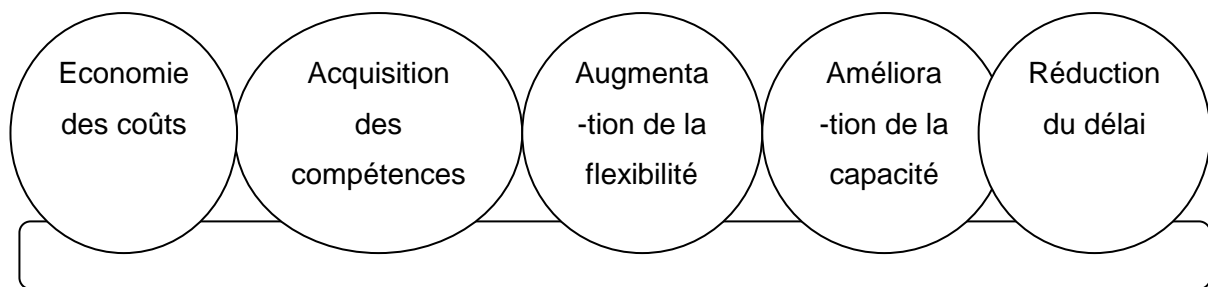 Economie
des coûts
Acquisition
des
compétences
Augmenta
-tion de la
flexibilité
Améliora
-tion de la
capacité
Réduction
du délai